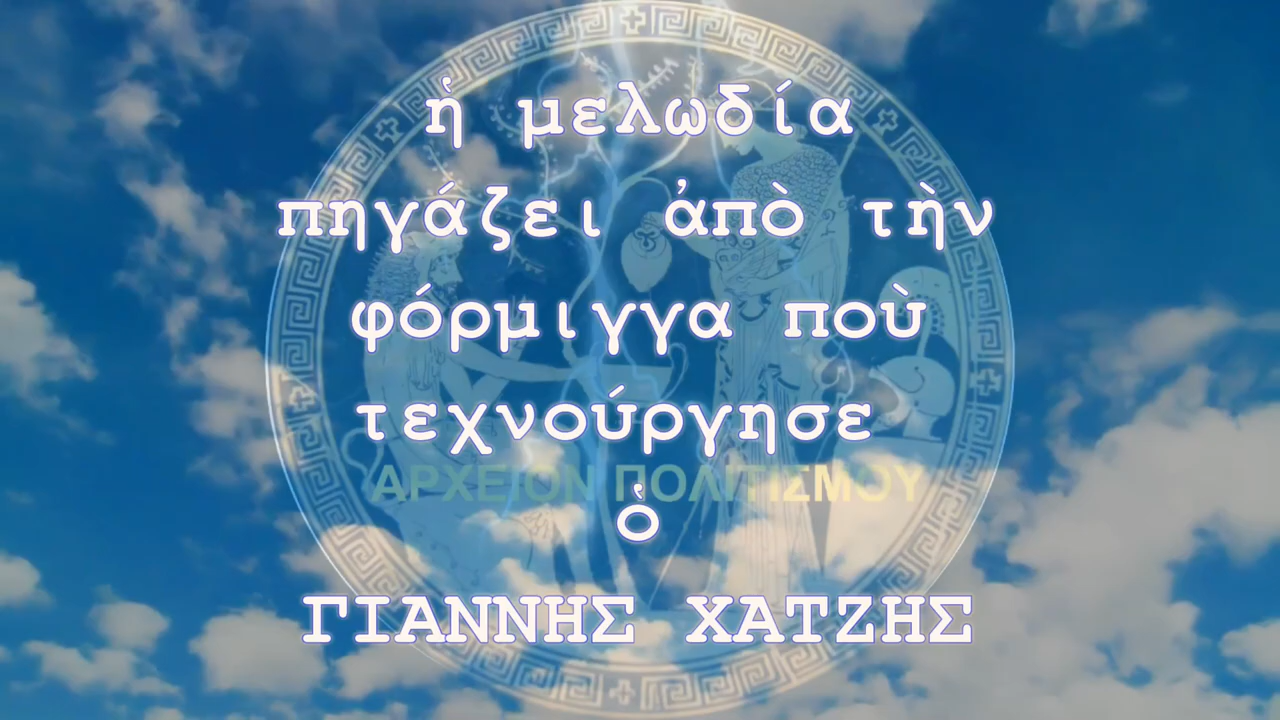 ἡ μελωδία
πηγάζει ἀπὸ τὴν
φόρμιγγα ποὺ
τεχνούργησε
ΑΡΧΕΙΟΝ ΠΟΛΙΤΙΣΜΟΥ
ὁ
ΓΙΑΝΝΗΣ ΧΑΤΖΗΣ